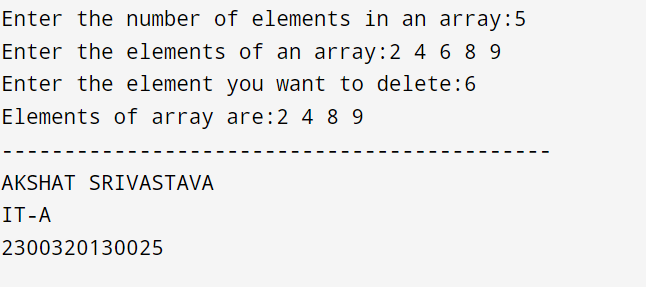 Enter the number of elements in an array:5
Enter the elements of an array:2 4 6 8 9
Enter the element you want to delete:6
Elements of array are:2 4 8 9
--------------------------------------------
AKSHAT SRIVASTAVA
IT-A
2300320130025